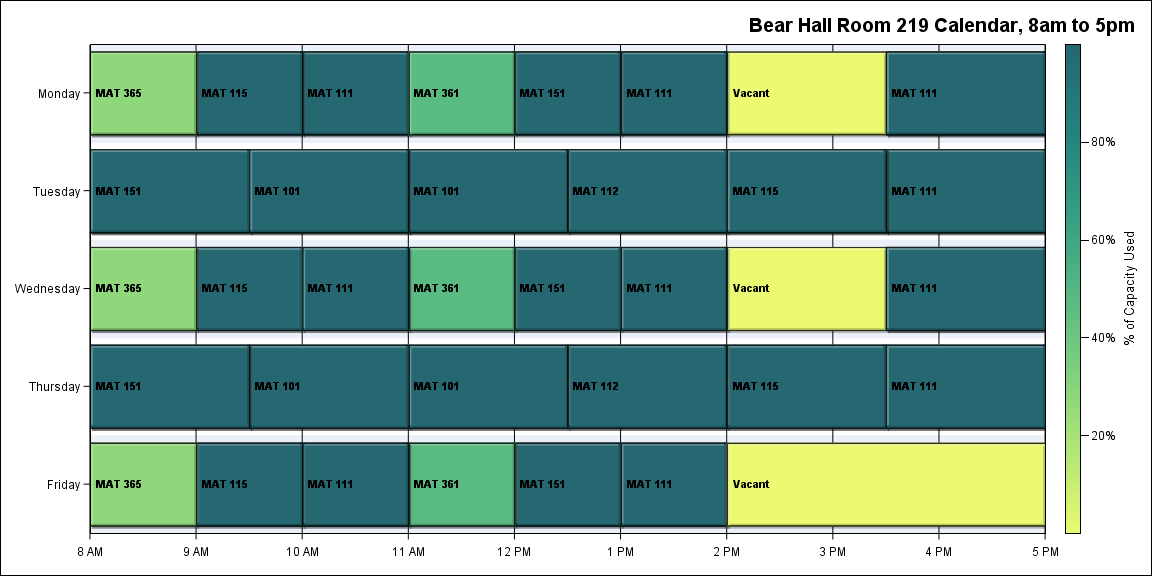 Bear Hall Room 219 Calendar, 8am to 5pm
Monday
MAT 365 MAT 115 MAT 111 MAT 361 MAT 151 MAT 111 Vacant MAT 111
80%
Tuesday
MAT 151 MAT 101 MAT 101 MAT 112 MAT 115 MAT 111
60%
Wednesday
MAT 365 MAT 115 MAT 111 MAT 361 MAT 151 MAT 111 Vacant MAT 111
% of Capacity Used
40%
Thursday
MAT 151 MAT 101 MAT 101 MAT 112 MAT 115 MAT 111
20%
Friday
MAT 365 MAT 115 MAT 111 MAT 361 MAT 151 MAT 111 Vacant
8 AM 9 AM 10 AM 11 AM 12 PM 1 PM 2 PM 3 PM 4 PM 5 PM